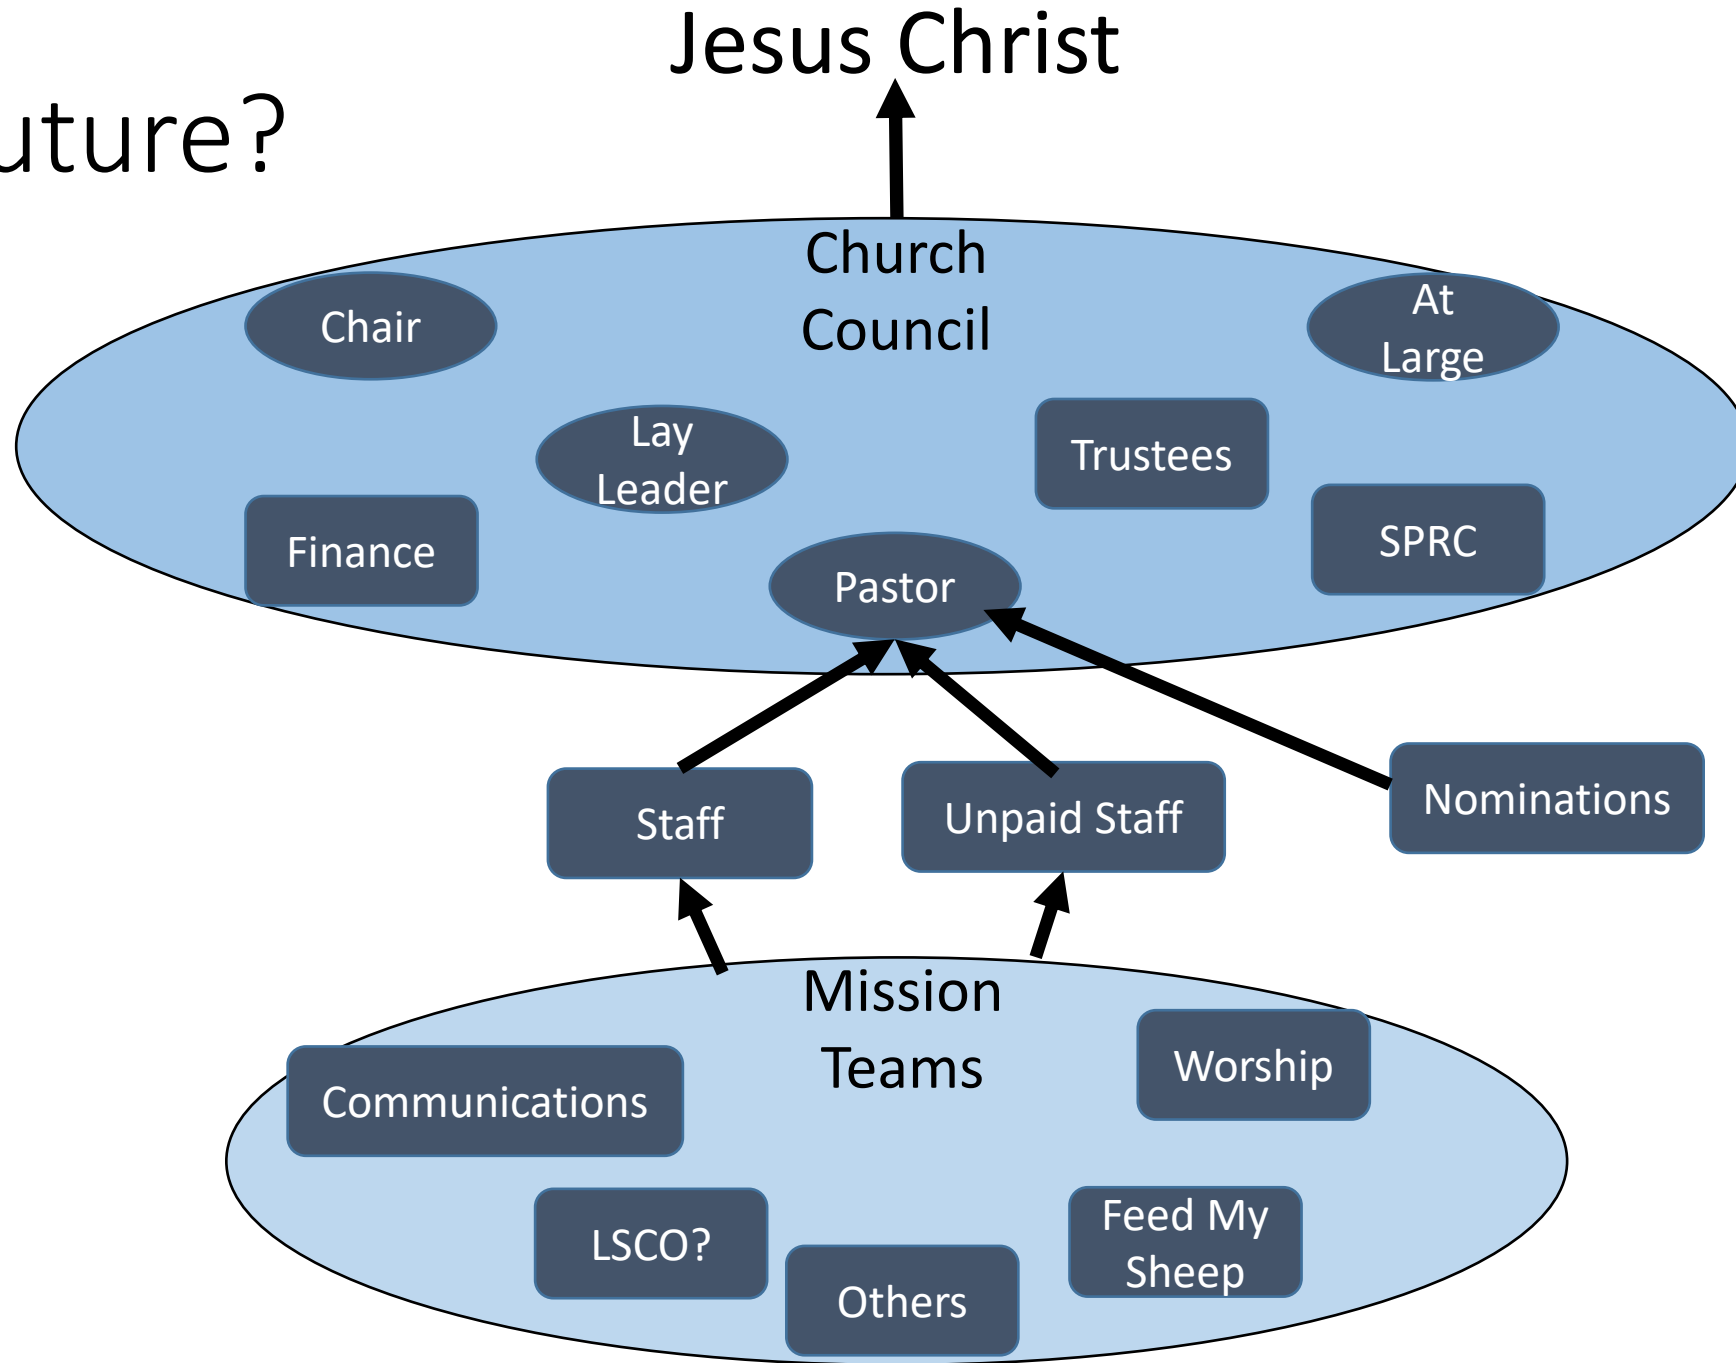 Jesus Christ
uture?
Church
Council
Chair
At
Large
Lay
Leader
Trustees
Finance
SPRC
Pastor
Staff
Unpaid Staff
Nominations
Mission
Teams
Communications
Worship
LSCO?
Feed My
Sheep
Others